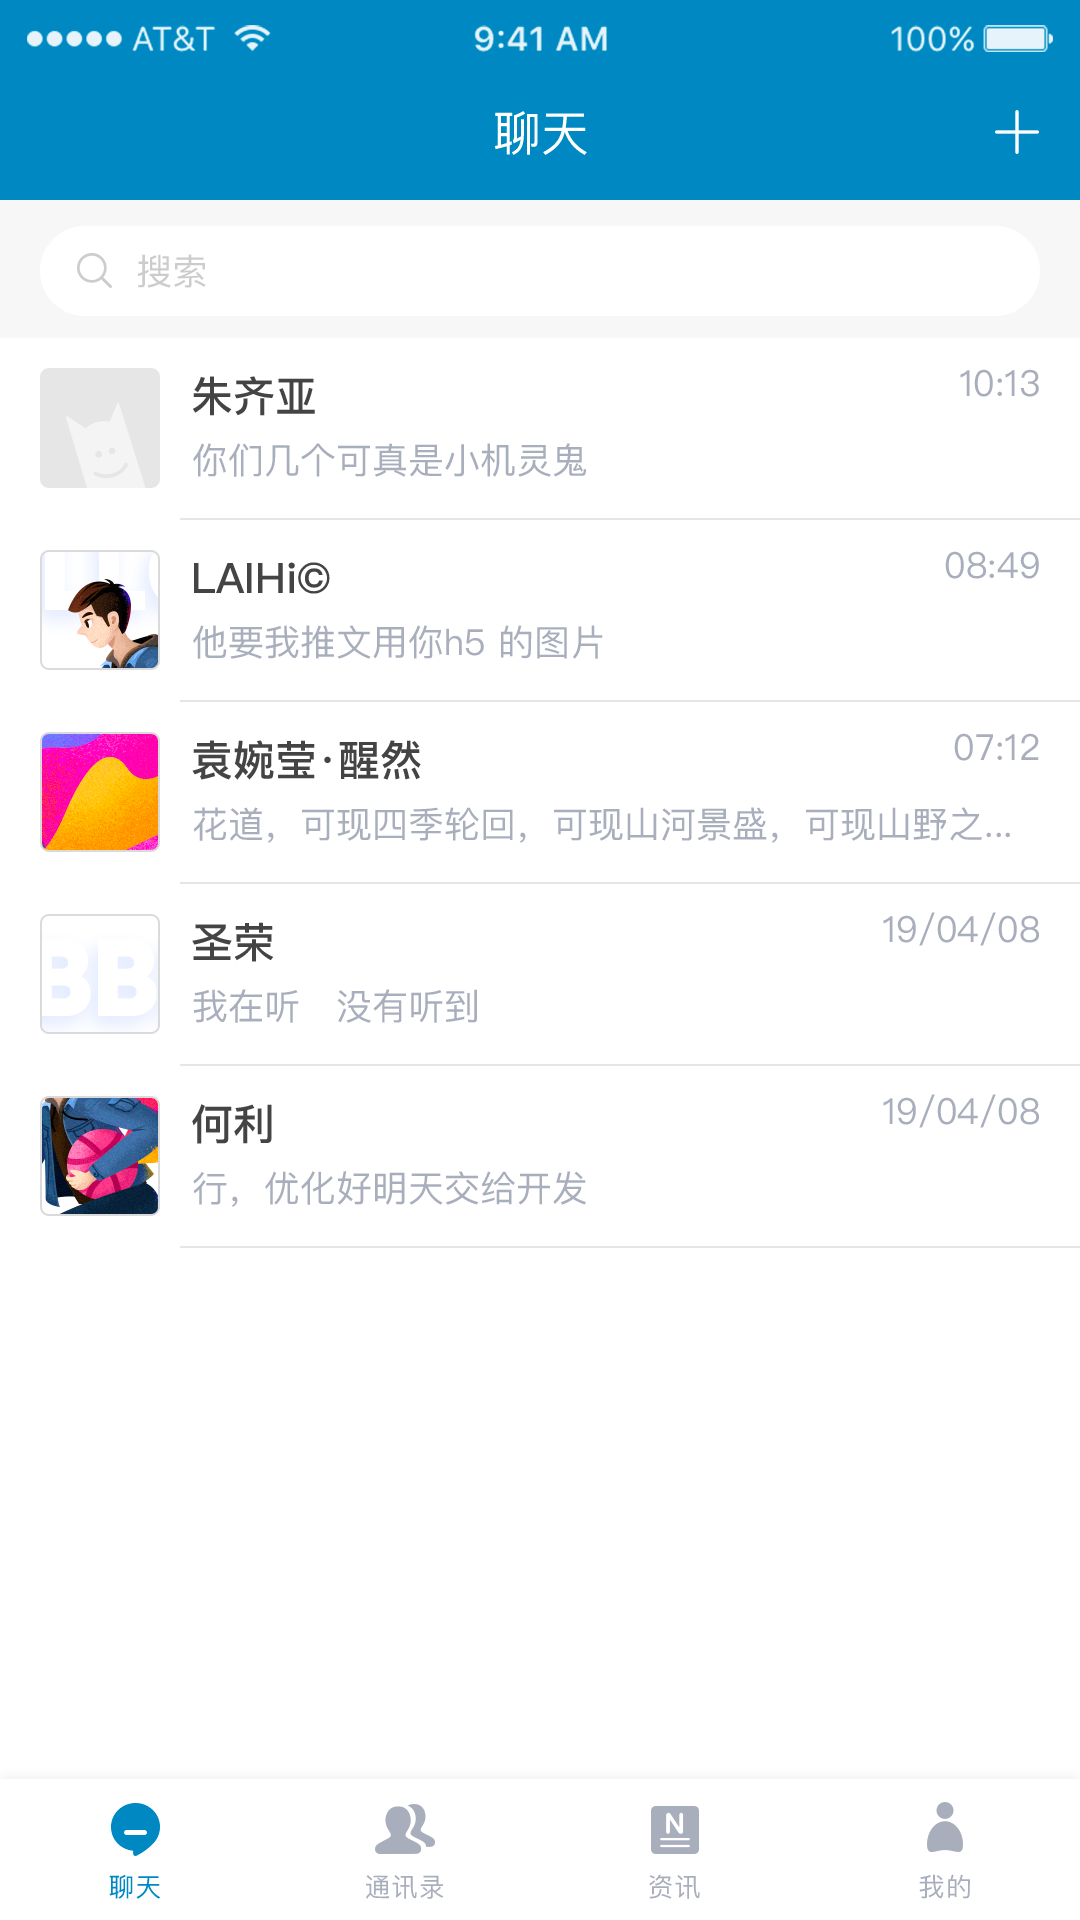 AT&T 9:41 AM 100%
聊天
搜索
朱齐亚 10:13
你们几个可真是小机灵鬼
LAIHi© 08:49
他要我推文用你h5 的图片
袁婉莹·醒然 07:12
花道，可现四季轮回，可现山河景盛，可现山野之...
圣荣 19/04/08
我在听　没有听到
何利 19/04/08
行，优化好明天交给开发
聊天 通讯录 资讯 我的